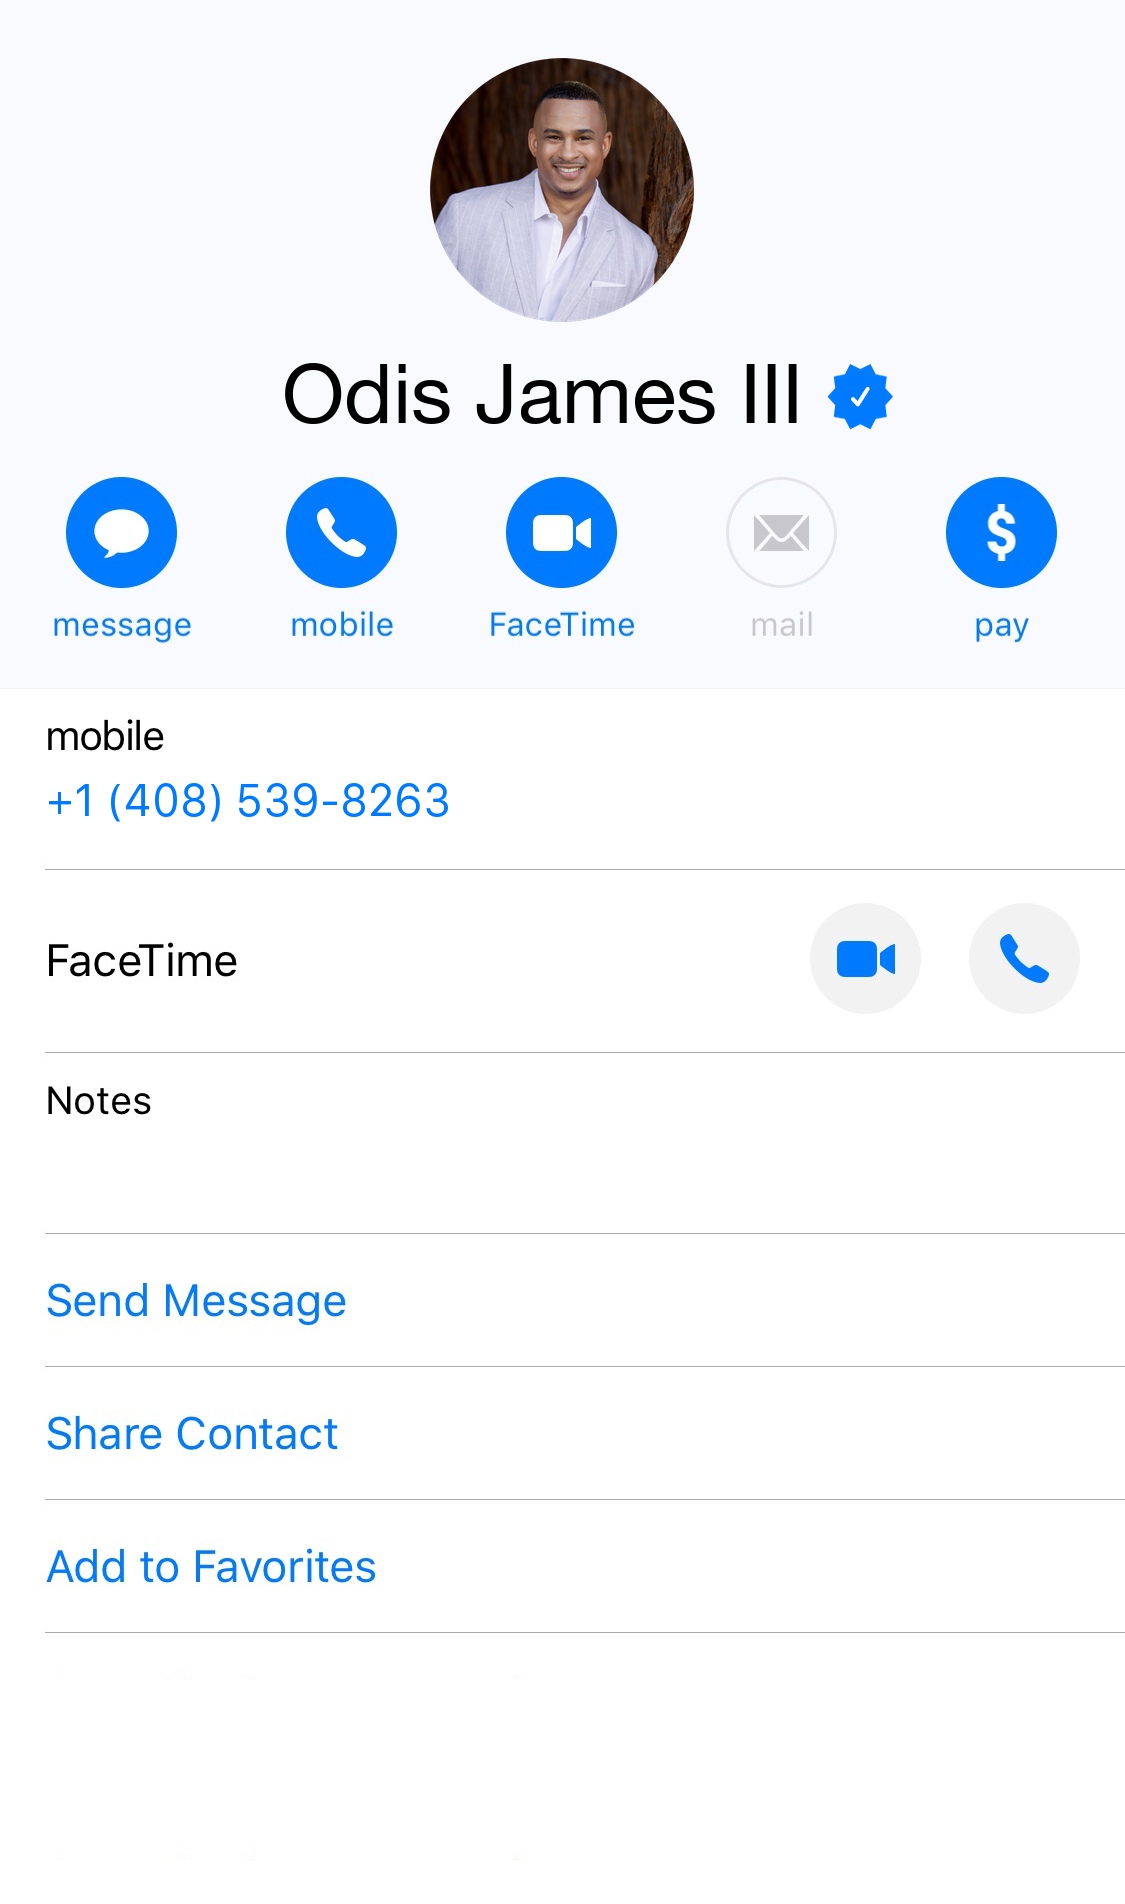 Odis James III
message mobile FaceTime mail pay
mobile
+1 (408) 539-8263
FaceTime
Notes
Send Message
Share Contact
Add to Favorites